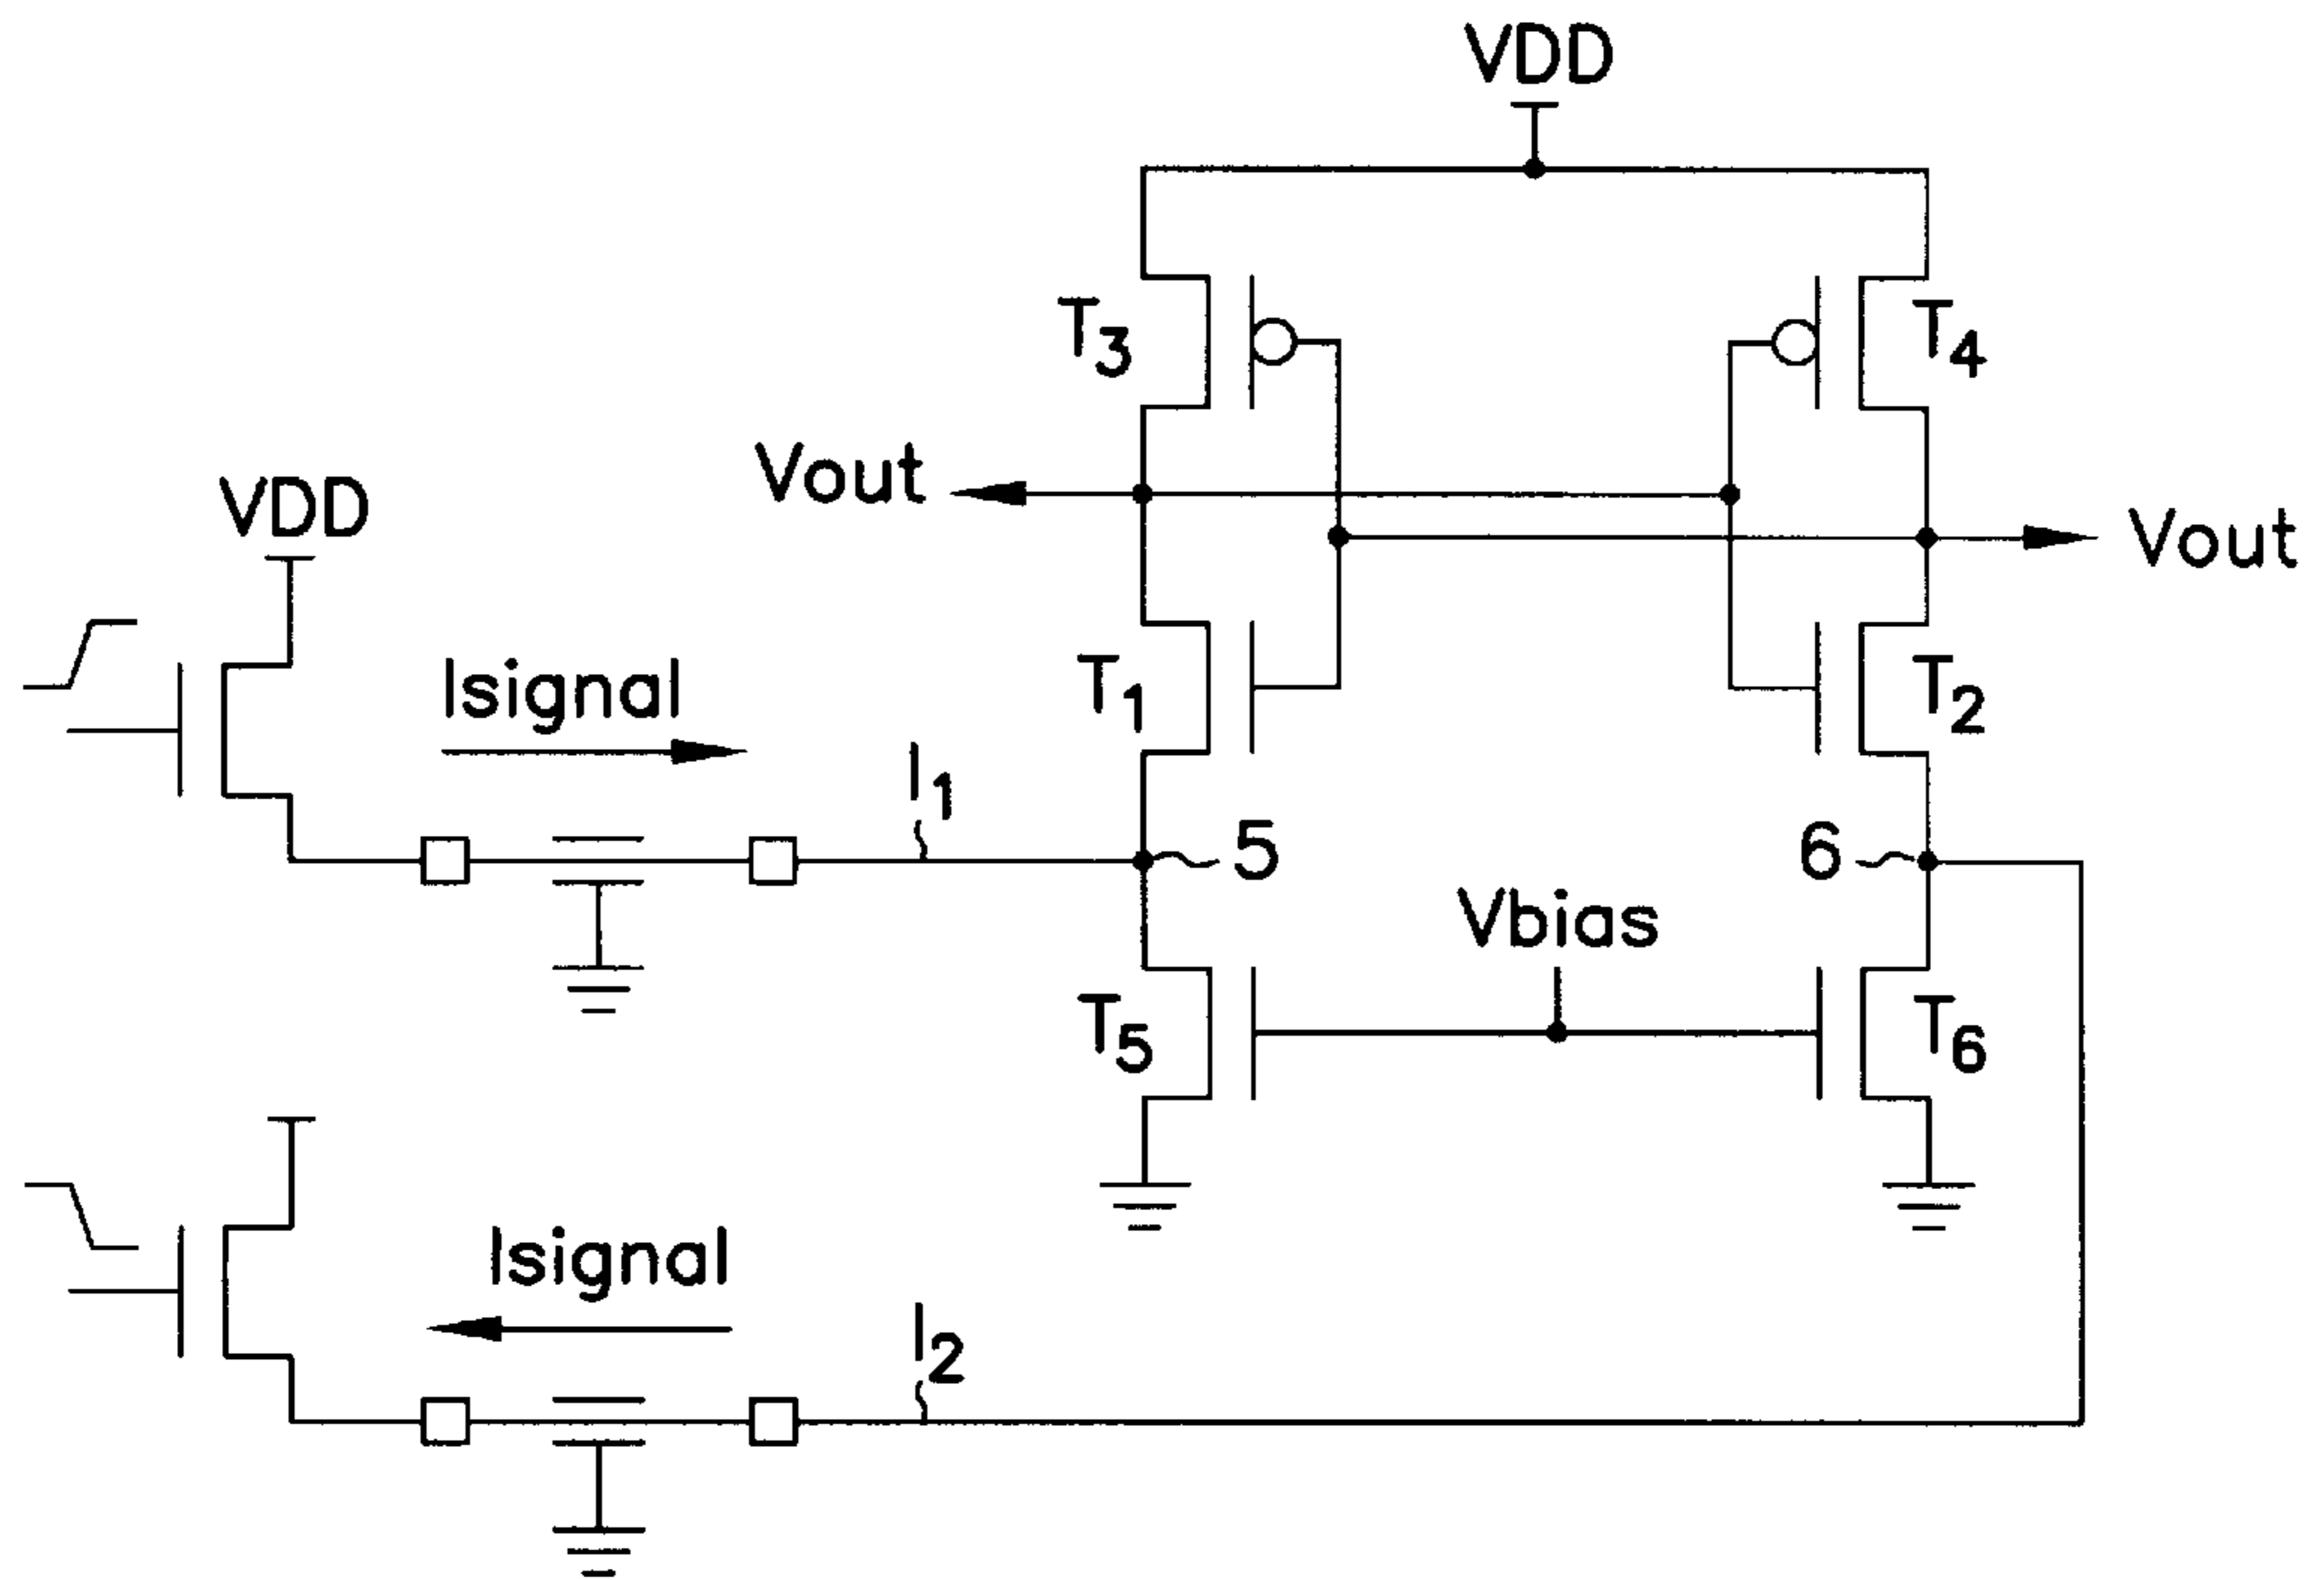 VDD
T3
T4
Vout
VDD
Vout
Isignal
T1
T2
I1
5
6
Vbias
T5
T6
Isignal
I2